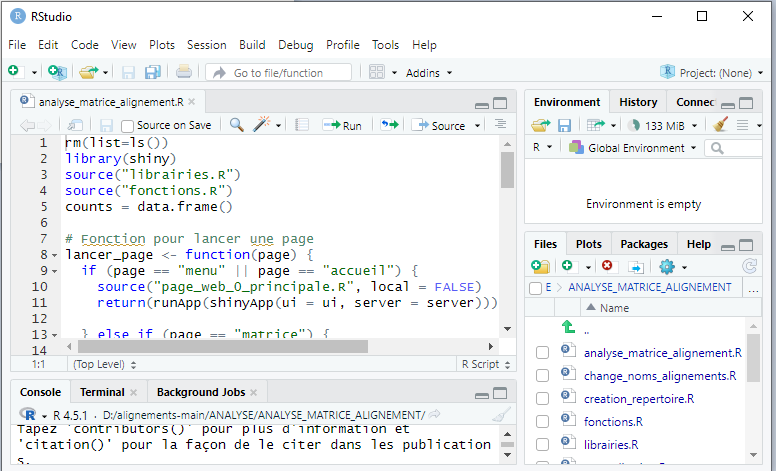 RStudio
File Edit Code View Plots Session Build Debug Profile Tools Help
Go to file/function Addins Project: (None)
analyse_matrice_alignement.R
Source on Save Run Source
1 rm(list=ls())
2 library(shiny)
3 source("librairies.R")
4 source("fonctions.R")
5 counts = data.frame()
6
7 # Fonction pour lancer une page
8 lancer_page <- function(page) {
9 if (page == "menu" || page == "accueil") {
10 source("page_web_0_principale.R", local = FALSE)
11 return(runApp(shinyApp(ui = ui, server = server)))
12
13 } else if (page == "matrice") {
14
1:1 (Top Level) R Script
Console Terminal Background Jobs
R 4.5.1 · D:/alignements-main/ANALYSE/ANALYSE_MATRICE_ALIGNEMENT/
Tapez 'contributors()' pour plus d'information et
'citation()' pour la façon de le citer dans les publication
s.
Environment History Connec
133 MiB
R Global Environment
Environment is empty
Files Plots Packages Help
E ANALYSE_MATRICE_ALIGNEMENT ...
Name
..
analyse_matrice_alignement.R
change_noms_alignements.R
creation_repertoire.R
fonctions.R
librairies.R